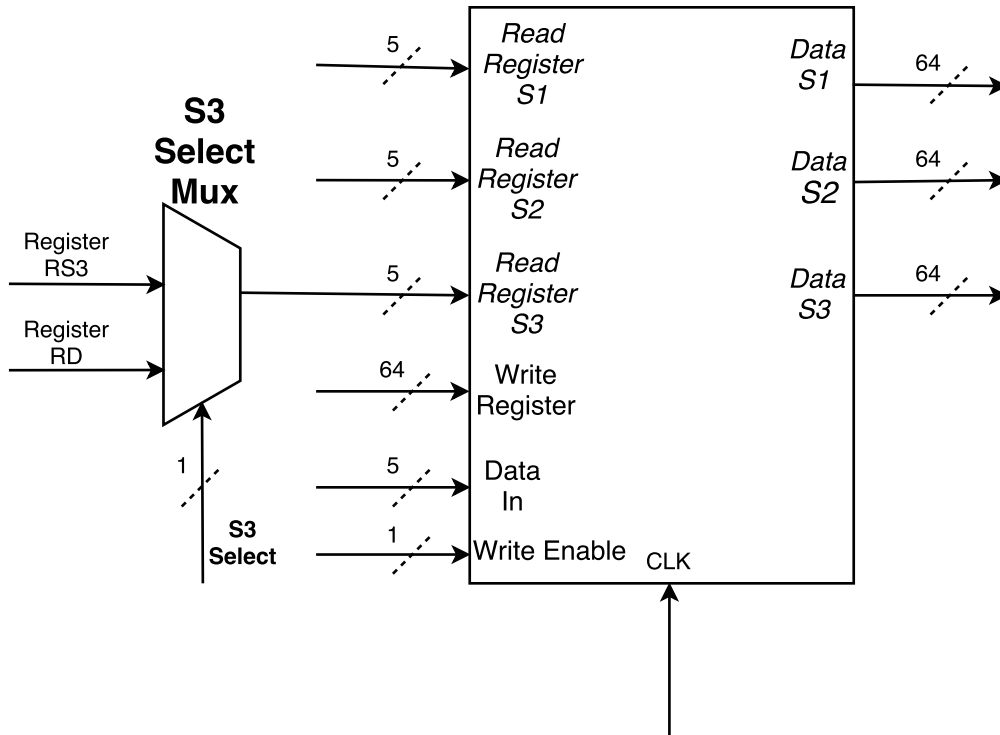 S3
Select
Mux
Register
RS3
Register
RD
1
S3
Select
5
Read
Register
S1
5
Read
Register
S2
5
Read
Register
S3
64
Write
Register
5
Data
In
1
Write Enable
CLK
Data
S1
64
Data
S2
64
Data
S3
64